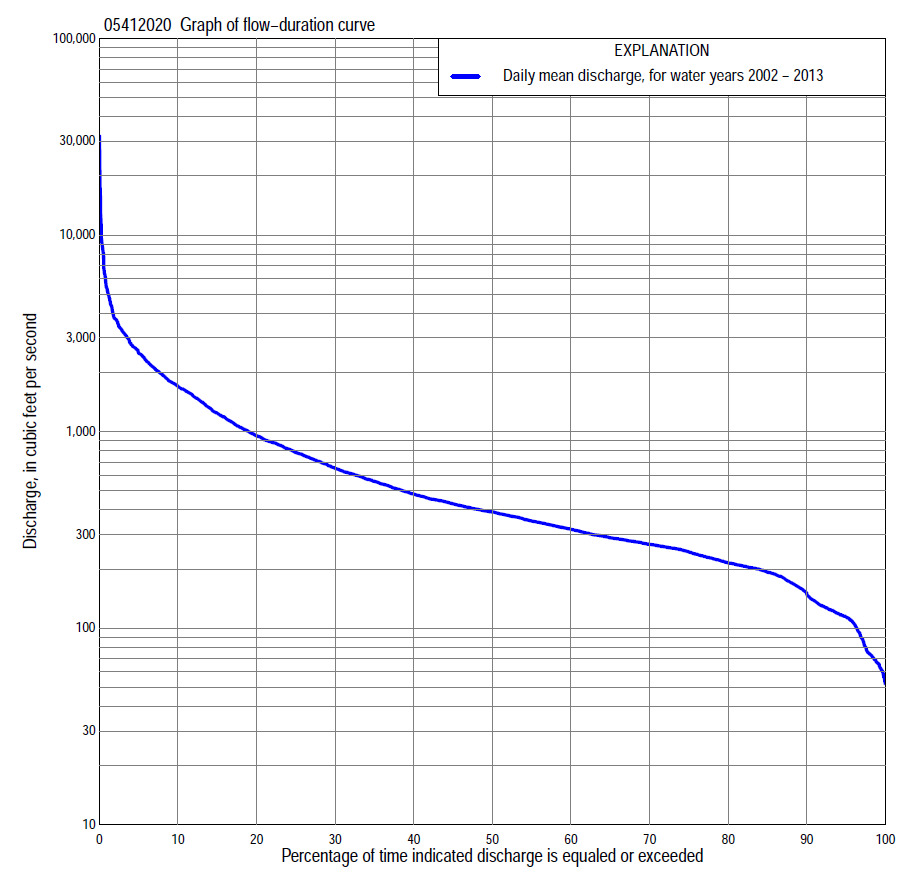 05412020 Graph of flow−duration curve
EXPLANATION
Daily mean discharge, for water years 2002 − 2013
100,000
30,000
10,000
3,000
1,000
300
100
30
10
Discharge, in cubic feet per second
0 10 20 30 40 50 60 70 80 90 100
Percentage of time indicated discharge is equaled or exceeded